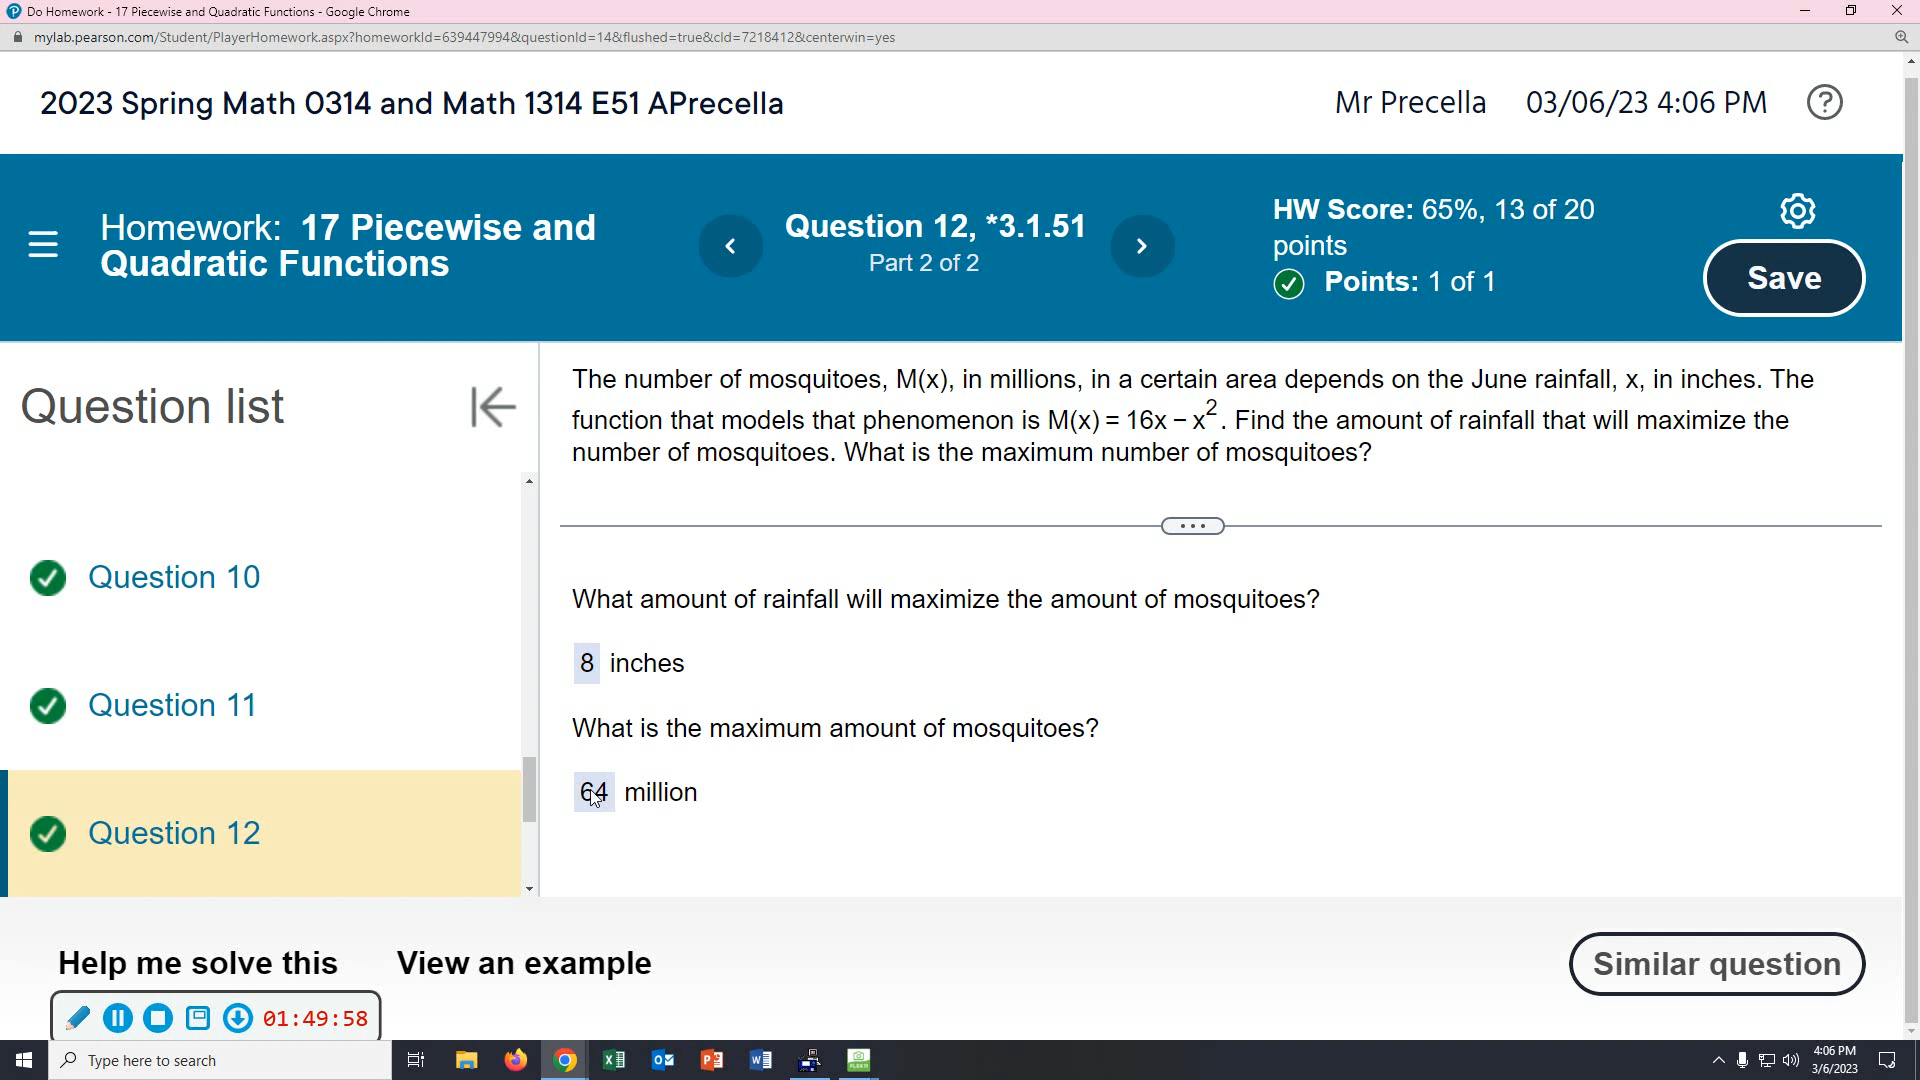 Do Homework - 17 Piecewise and Quadratic Functions - Google Chrome
mylab.pearson.com/Student/PlayerHomework.aspx?homeworkId=639447994&questionId=14&flushed=true&cId=7218412&centerwin=yes
2023 Spring Math 0314 and Math 1314 E51 APrecella
Mr Precella 03/06/23 4:06 PM
Homework: 17 Piecewise and
Quadratic Functions
Question 12, *3.1.51
Part 2 of 2
HW Score: 65%, 13 of 20
points
Points: 1 of 1
Save
Question list
Question 10
Question 11
Question 12
The number of mosquitoes, M(x), in millions, in a certain area depends on the June rainfall, x, in inches. The
function that models that phenomenon is M(x) = 16x − x². Find the amount of rainfall that will maximize the
number of mosquitoes. What is the maximum number of mosquitoes?
What amount of rainfall will maximize the amount of mosquitoes?
8 inches
What is the maximum amount of mosquitoes?
64 million
Help me solve this
View an example
Similar question
01:49:58
Type here to search
4:06 PM
3/6/2023